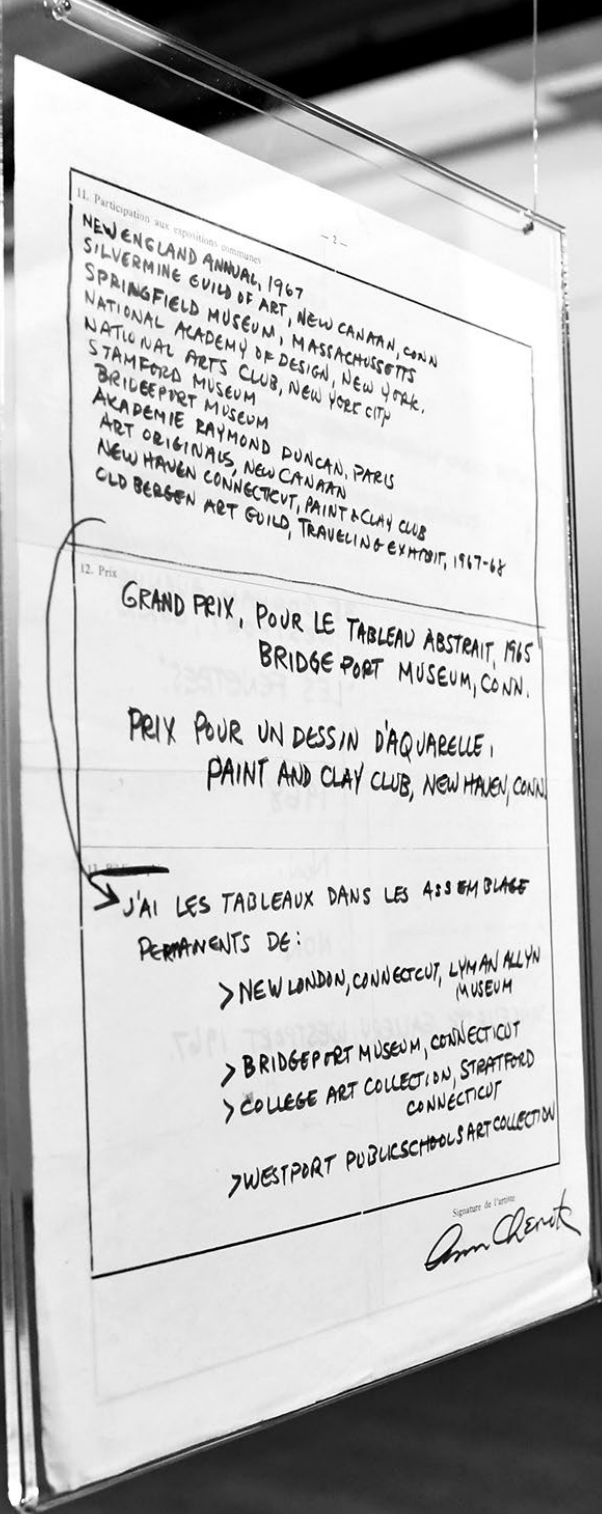 — 2 —
11. Participation aux expositions communes
NEW ENGLAND ANNUAL, 1967
SILVERMINE GUILD OF ART, NEW CANAAN, CONN
SPRINGFIELD MUSEUM, MASSACHUSSETTS
NATIONAL ACADEMY OF DESIGN, NEW YORK.
NATIONAL ARTS CLUB, NEW YORK CITY
STAMFORD MUSEUM
BRIDGEPORT MUSEUM
AKADEMIE RAYMOND DUNCAN, PARIS
ART ORIGINALS, NEW CANAAN
NEW HAVEN CONNECTICUT, PAINT & CLAY CLUB
OLD BERGEN ART GUILD, TRAVELING EXHIBIT, 1967-68
12. Prix
GRAND PRIX, POUR LE TABLEAU ABSTRAIT, 1965
BRIDGEPORT MUSEUM, CONN.
PRIX POUR UN DESSIN D'AQUARELLE,
PAINT AND CLAY CLUB, NEW HAVEN, CONN.
J'AI LES TABLEAUX DANS LES ASSEMBLAGE
PERMANENTS DE:
> NEW LONDON, CONNECTCUT, LYMAN ALLYN
MUSEUM
> BRIDGEPORT MUSEUM, CONNECTICUT
> COLLEGE ART COLLECTION, STRATFORD
CONNECTICUT
> WESTPORT PUBLIC SCHOOLS ART COLLECTION
Signature de l'artiste
Ann Chernow